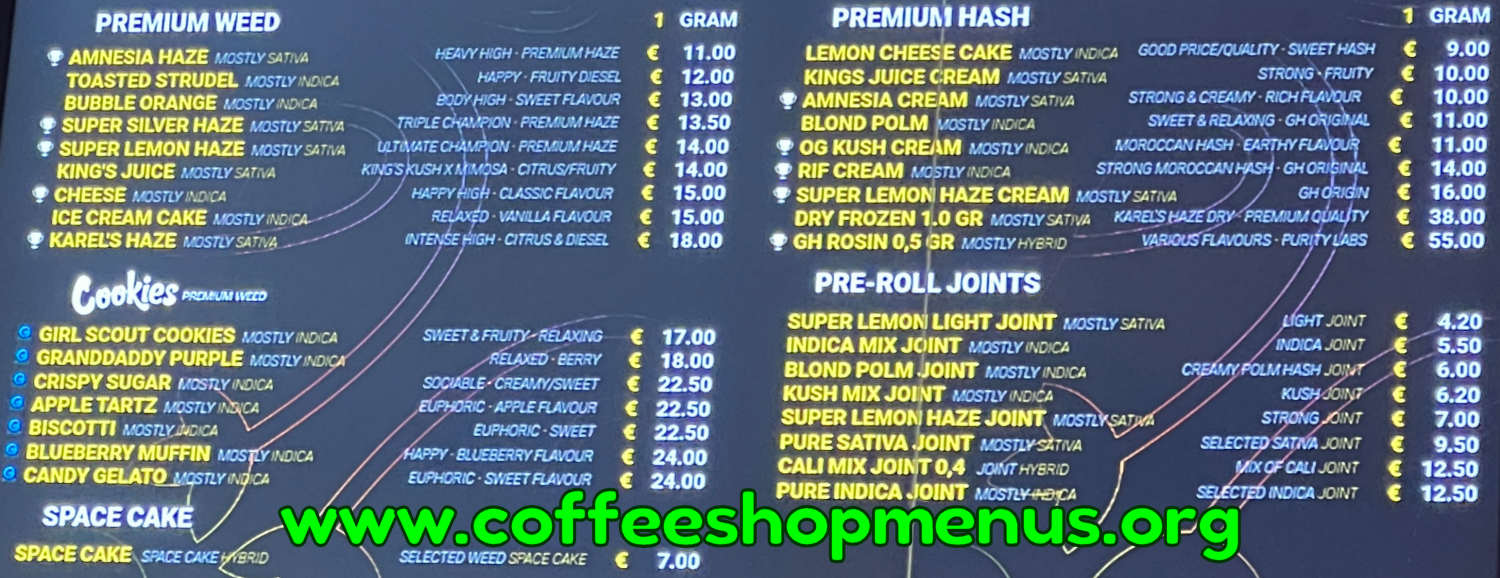 PREMIUM WEED 1 GRAM
AMNESIA HAZE MOSTLY SATIVA HEAVY HIGH - PREMIUM HAZE € 11.00
TOASTED STRUDEL MOSTLY INDICA HAPPY - FRUITY DIESEL € 12.00
BUBBLE ORANGE MOSTLY INDICA BODY HIGH - SWEET FLAVOUR € 13.00
SUPER SILVER HAZE MOSTLY SATIVA TRIPLE CHAMPION - PREMIUM HAZE € 13.50
SUPER LEMON HAZE MOSTLY SATIVA ULTIMATE CHAMPION - PREMIUM HAZE € 14.00
KING'S JUICE MOSTLY SATIVA KING'S KUSH X MIMOSA - CITRUS/FRUITY € 14.00
CHEESE MOSTLY INDICA HAPPY HIGH - CLASSIC FLAVOUR € 15.00
ICE CREAM CAKE MOSTLY INDICA RELAXED - VANILLA FLAVOUR € 15.00
KAREL'S HAZE MOSTLY SATIVA INTENSE HIGH - CITRUS & DIESEL € 18.00
Cookies PREMIUM WEED
GIRL SCOUT COOKIES MOSTLY INDICA SWEET & FRUITY - RELAXING € 17.00
GRANDDADDY PURPLE MOSTLY INDICA RELAXED - BERRY € 18.00
CRISPY SUGAR MOSTLY INDICA SOCIABLE - CREAMY/SWEET € 22.50
APPLE TARTZ MOSTLY INDICA EUPHORIC - APPLE FLAVOUR € 22.50
BISCOTTI MOSTLY INDICA EUPHORIC - SWEET € 22.50
BLUEBERRY MUFFIN MOSTLY INDICA HAPPY - BLUEBERRY FLAVOUR € 24.00
CANDY GELATO MOSTLY INDICA EUPHORIC - SWEET FLAVOUR € 24.00
SPACE CAKE
SPACE CAKE SPACE CAKE HYBRID SELECTED WEED SPACE CAKE € 7.00
PREMIUM HASH 1 GRAM
LEMON CHEESE CAKE MOSTLY INDICA GOOD PRICE/QUALITY - SWEET HASH € 9.00
KINGS JUICE CREAM MOSTLY SATIVA STRONG - FRUITY € 10.00
AMNESIA CREAM MOSTLY SATIVA STRONG & CREAMY - RICH FLAVOUR € 10.00
BLOND POLM MOSTLY INDICA SWEET & RELAXING - GH ORIGINAL € 11.00
OG KUSH CREAM MOSTLY INDICA MOROCCAN HASH - EARTHY FLAVOUR € 11.00
RIF CREAM MOSTLY INDICA STRONG MOROCCAN HASH - GH ORIGINAL € 14.00
SUPER LEMON HAZE CREAM MOSTLY SATIVA GH ORIGIN € 16.00
DRY FROZEN 1.0 GR MOSTLY SATIVA KAREL'S HAZE DRY - PREMIUM QUALITY € 38.00
GH ROSIN 0,5 GR MOSTLY HYBRID VARIOUS FLAVOURS - PURITY LABS € 55.00
PRE-ROLL JOINTS
SUPER LEMON LIGHT JOINT MOSTLY SATIVA LIGHT JOINT € 4.20
INDICA MIX JOINT MOSTLY INDICA INDICA JOINT € 5.50
BLOND POLM JOINT MOSTLY INDICA CREAMY POLM HASH JOINT € 6.00
KUSH MIX JOINT MOSTLY INDICA KUSH JOINT € 6.20
SUPER LEMON HAZE JOINT MOSTLY SATIVA STRONG JOINT € 7.00
PURE SATIVA JOINT MOSTLY SATIVA SELECTED SATIVA JOINT € 9.50
CALI MIX JOINT 0,4 JOINT HYBRID MIX OF CALI JOINT € 12.50
PURE INDICA JOINT MOSTLY INDICA SELECTED INDICA JOINT € 12.50
www.coffeeshopmenus.org